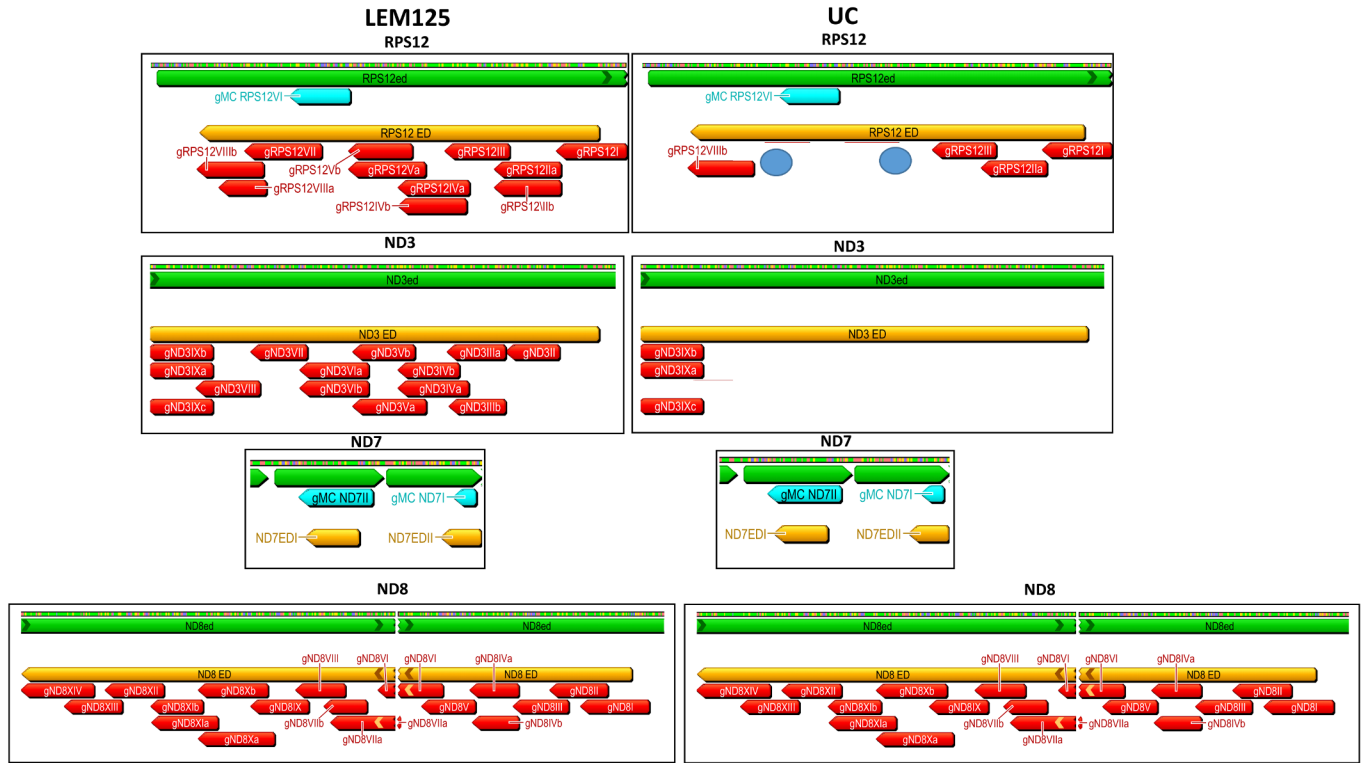 LEM125
UC
RPS12
RPS12
RPS12ed
gMC RPS12VI
RPS12 ED
gRPS12VIIIb
gRPS12VII
gRPS12Vb
gRPS12III
gRPS12I
gRPS12Va
gRPS12IIa
gRPS12VIIIa
gRPS12IVa
gRPS12IVb
gRPS12\IIb
RPS12ed
gMC RPS12VI
RPS12 ED
gRPS12VIIIb
gRPS12III
gRPS12I
gRPS12IIa
ND3
ND3
ND3ed
ND3 ED
gND3IXb
gND3VII
gND3Vb
gND3IIIa
gND3II
gND3IXa
gND3VIa
gND3IVb
gND3VIII
gND3VIb
gND3IVa
gND3IXc
gND3Va
gND3IIIb
ND3ed
ND3 ED
gND3IXb
gND3IXa
gND3IXc
ND7
ND7
gMC ND7II
gMC ND7I
ND7EDI
ND7EDII
gMC ND7II
gMC ND7I
ND7EDI
ND7EDII
ND8
ND8
ND8ed
ND8ed
gND8VIII
gND8VI
gND8VI
gND8IVa
ND8 ED
ND8 ED
gND8XIV
gND8XII
gND8Xb
gND8II
gND8XIII
gND8XIb
gND8IX
gND8V
gND8III
gND8I
gND8XIa
gND8VIIb
gND8VIIa
gND8IVb
gND8Xa
gND8VIIa
ND8ed
ND8ed
gND8VIII
gND8VI
gND8VI
gND8IVa
ND8 ED
ND8 ED
gND8XIV
gND8XII
gND8Xb
gND8II
gND8XIII
gND8XIb
gND8IX
gND8V
gND8III
gND8I
gND8XIa
gND8VIIb
gND8VIIa
gND8IVb
gND8Xa
gND8VIIa